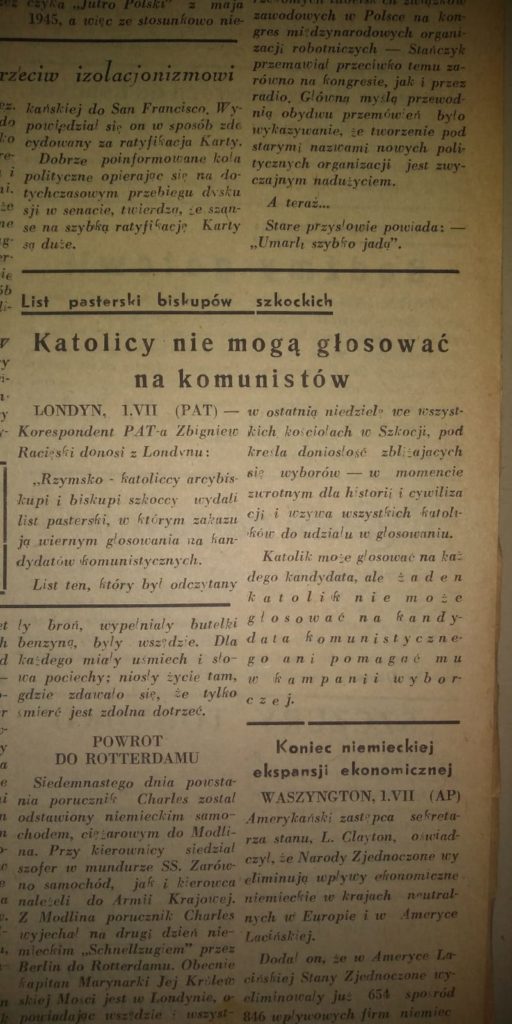 czyka „Jutro Polski" z maja
1945, a więc ze stosunkowo nie-
rzeciw izolacjonizmowi
kańskiej do San Francisco. Wy-
powiędział się on w sposób zde
cydowany za ratyfikacją Karty.
Dobrze poinformowane koła
polityczne opierając się na do-
tychczasowym przebiegu dysku
sji w senacie, twierdzą, że szan-
se na szybką ratyfikację Karty
są duże.
zawodowych w Polsce na kon-
gres międzynarodowych organi-
zacji robotniczych — Stańczyk
przemawiał przeciwko temu za-
równo na kongresie, jak i przez
radio. Główną myślą przewod-
nią obydwu przemówień było
wykazywanie, że tworzenie pod
starymi nazwami nowych poli-
tycznych organizacji jest zwy-
czajnym nadużyciem.
A teraz...
Stare przysłowie powiada: —
„Umarli szybko jadą".
List pasterski biskupów szkockich
Katolicy nie mogą głosować
na komunistów
LONDYN, 1.VII (PAT) —
Korespondent PAT-a Zbigniew
Racięski donosi z Londynu:
„Rzymsko - katoliccy arcybis-
kupi i biskupi szkoccy wydali
list pasterski, w którym zakazu
ją wiernym głosowania na kan-
dydatów komunistycznych.
List ten, który był odczytany
w ostatnią niedzielę we wszyst-
kich kościołach w Szkocji, pod
kreśla doniosłość zbliżających
się wyborów — w momencie
zwrotnym dla historii i cywiliza
cji i wzywa wszystkich katoli-
ków do udziału w głosowaniu.
Katolik może głosować na każ
dego kandydata, ale żaden
katolik nie może
głosować na kandy-
data komunistyczne-
go ani pomagać mu
w kampanii wybor-
czej.
ły broń, wypełniały butelki
benzyną, były wszędzie. Dla
każdego miały uśmiech i sło-
wa pociechy; niosły życie tam,
gdzie zdawało się, że tylko
śmierć jest zdolna dotrzeć.
POWROT
DO ROTTERDAMU
Siedemnastego dnia powsta-
nia porucznik Charles został
odstawiony niemieckim samo-
chodem, ciężarowym do Modli-
na. Przy kierownicy siedział
szofer w mundurze SS. Zarów-
no samochód, jak i kierowca
należeli do Armii Krajowej.
Z Modlina porucznik Charles
wyjechał na drugi dzień nie-
mieckim „Schnellzugiem" przez
Berlin do Rotterdamu. Obecnie
kapitan Marynarki Jej Królew
skiej Mości jest w Londynie, o-
powiadając wszędzie i wszyst-
Koniec niemieckiej
ekspansji ekonomicznej
WASZYNGTON, 1.VII (AP)
Amerykański zastępca sekreta-
rza stanu, L. Clayton, oświad-
czył, że Narody Zjednoczone wy
eliminują wpływy ekonomiczne
niemieckie w krajach neutral-
nych w Europie i w Ameryce
Łacińskiej.
Dodał on, że w Ameryce Ła-
cińskiej Stany Zjednoczone wy-
eliminowały już 654 spośród
846 wpływowych firm niemiec